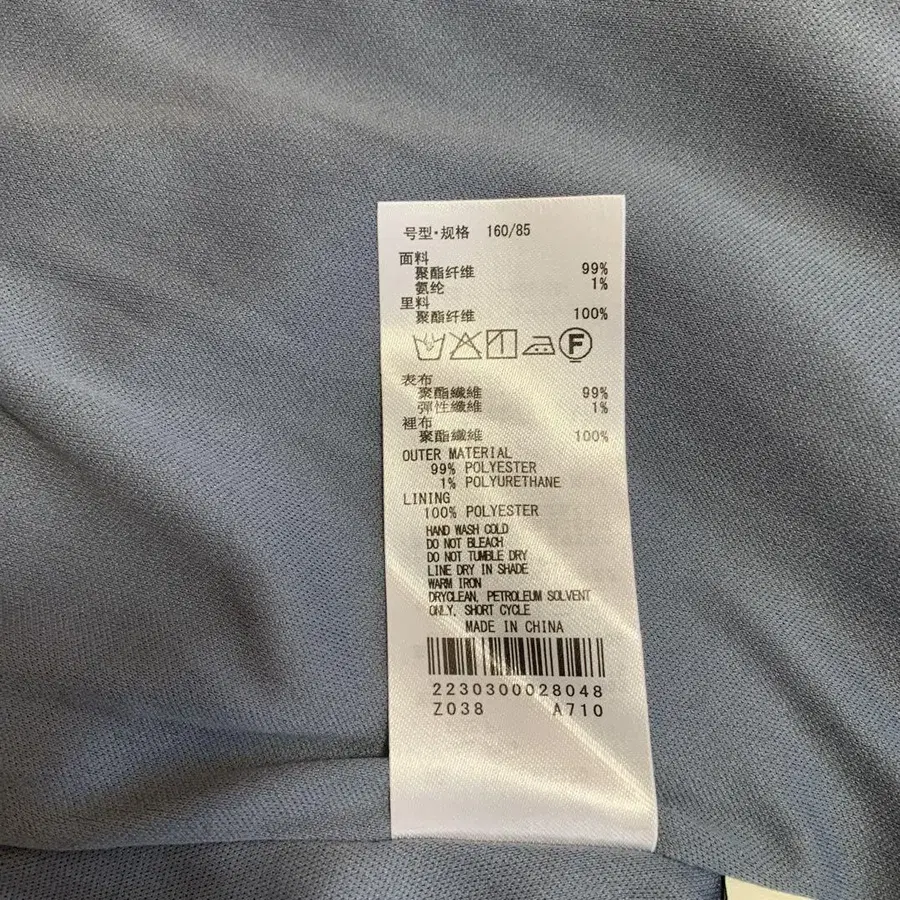 号型·规格 160/85
面料
聚酯纤维 99%
氨纶 1%
里料
聚酯纤维 100%
F
表布
聚酯纖維 99%
彈性纖維 1%
裡布
聚酯纖維 100%
OUTER MATERIAL
99% POLYESTER
1% POLYURETHANE
LINING
100% POLYESTER
HAND WASH COLD
DO NOT BLEACH
DO NOT TUMBLE DRY
LINE DRY IN SHADE
WARM IRON
DRYCLEAN, PETROLEUM SOLVENT
ONLY, SHORT CYCLE
MADE IN CHINA
2230300028048
Z038 A710